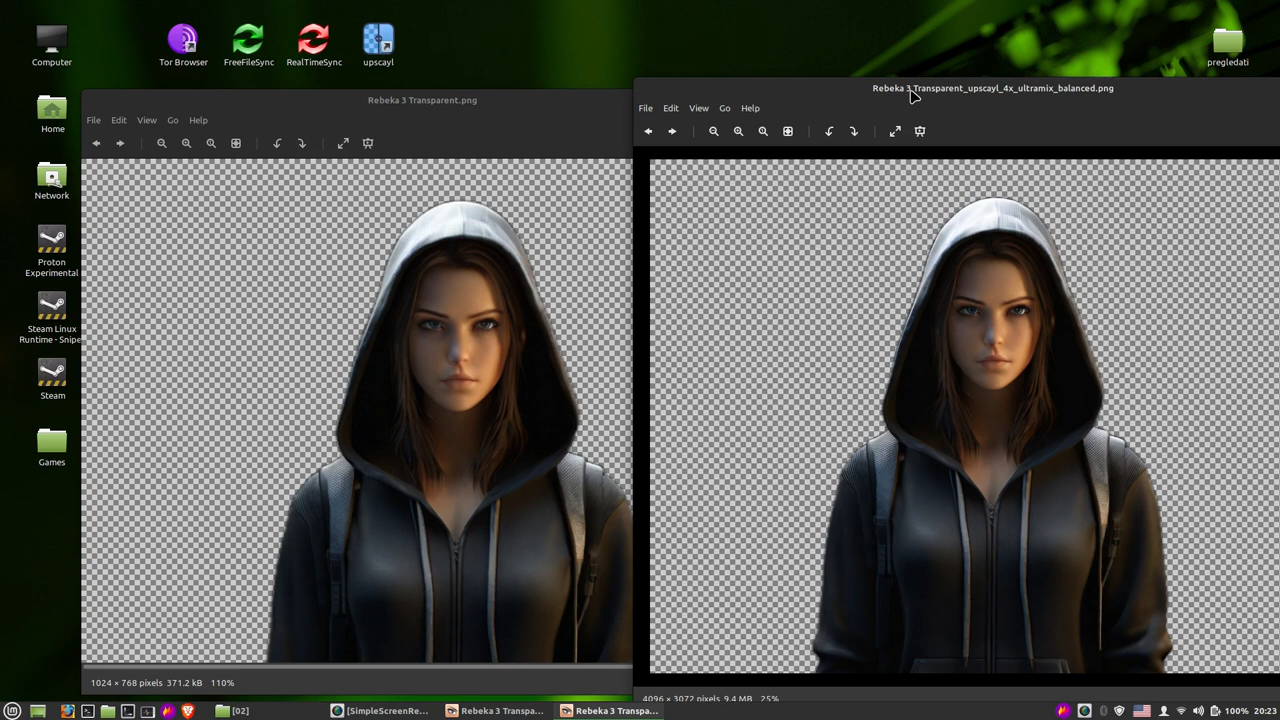 Computer
Tor Browser
FreeFileSync
RealTimeSync
upscayl
pregledati
Home
Network
Proton
Experimental
Steam Linux
Runtime - Snipe
Steam
Games
Rebeka 3 Transparent.png
File Edit View Go Help
1024 × 768 pixels 371.2 kB 110%
Rebeka 3 Transparent_upscayl_4x_ultramix_balanced.png
File Edit View Go Help
4096 × 3072 pixels 9.4 MB 25%
[02]
[SimpleScreenRe...
Rebeka 3 Transpa...
Rebeka 3 Transpa...
100% 20:23